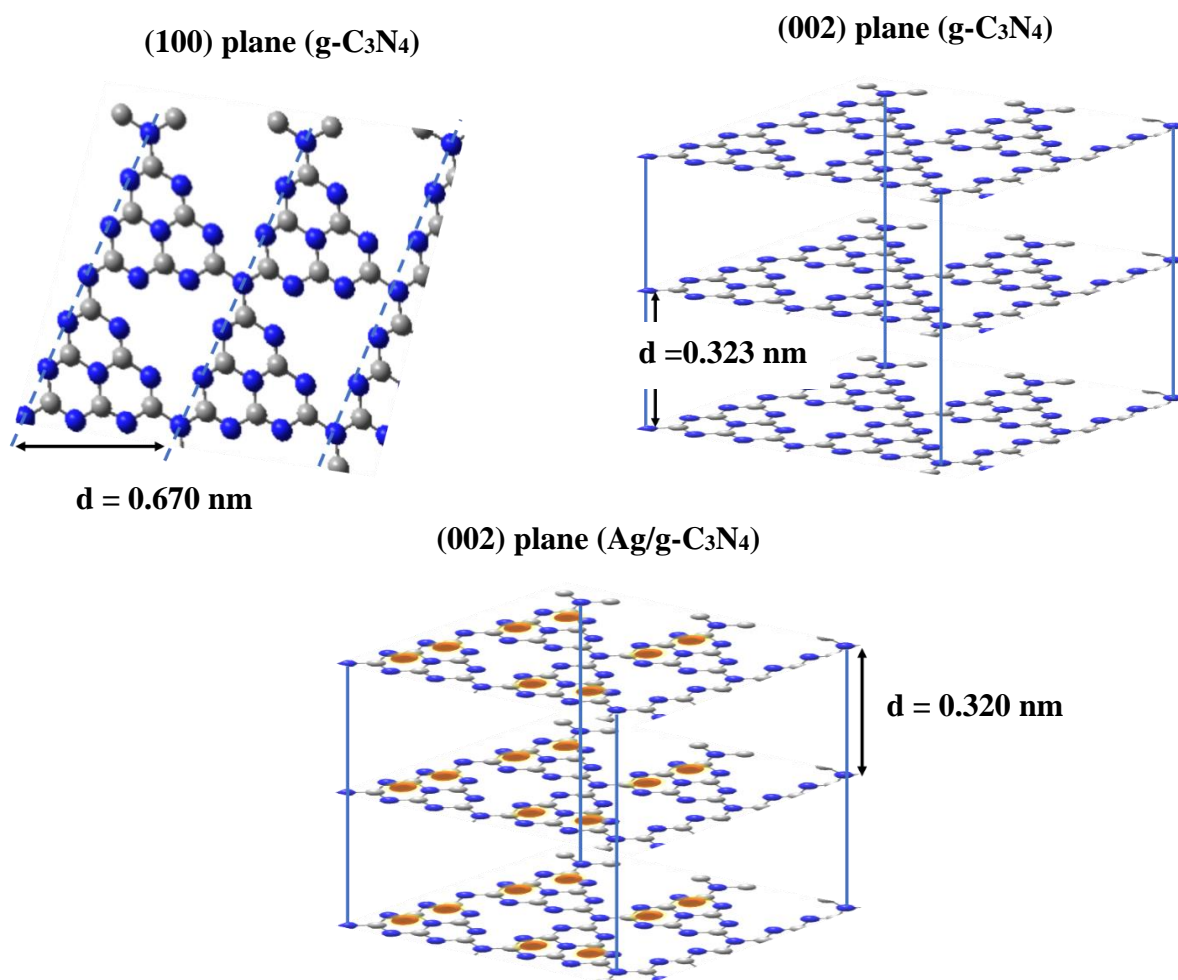 (100) plane (g-C₃N₄)
(002) plane (g-C₃N₄)
d =0.323 nm
d = 0.670 nm
(002) plane (Ag/g-C₃N₄)
d = 0.320 nm